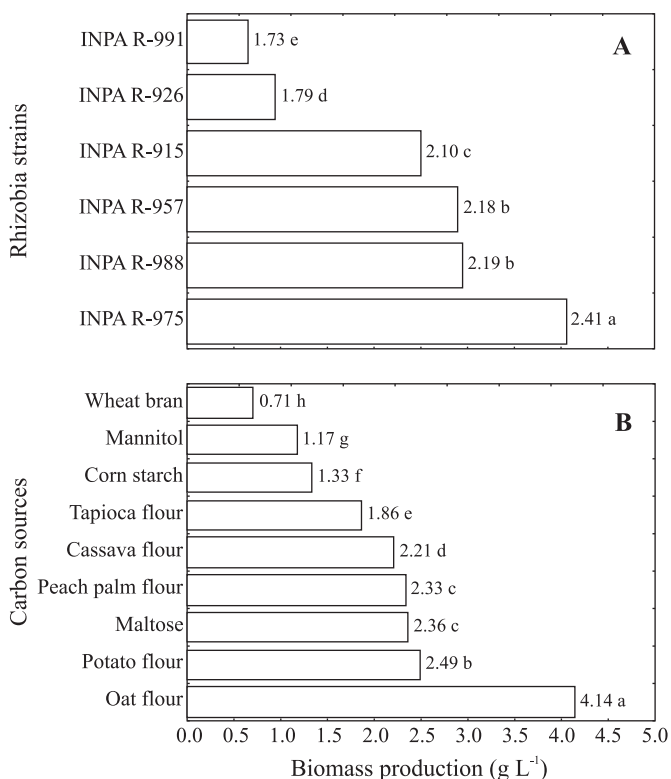 A
Rhizobia strains
INPA R-991
1.73 e
INPA R-926
1.79 d
INPA R-915
2.10 c
INPA R-957
2.18 b
INPA R-988
2.19 b
INPA R-975
2.41 a
B
Carbon sources
Wheat bran
0.71 h
Mannitol
1.17 g
Corn starch
1.33 f
Tapioca flour
1.86 e
Cassava flour
2.21 d
Peach palm flour
2.33 c
Maltose
2.36 c
Potato flour
2.49 b
Oat flour
4.14 a
0.0 0.5 1.0 1.5 2.0 2.5 3.0 3.5 4.0 4.5 5.0
Biomass production (g L⁻¹)